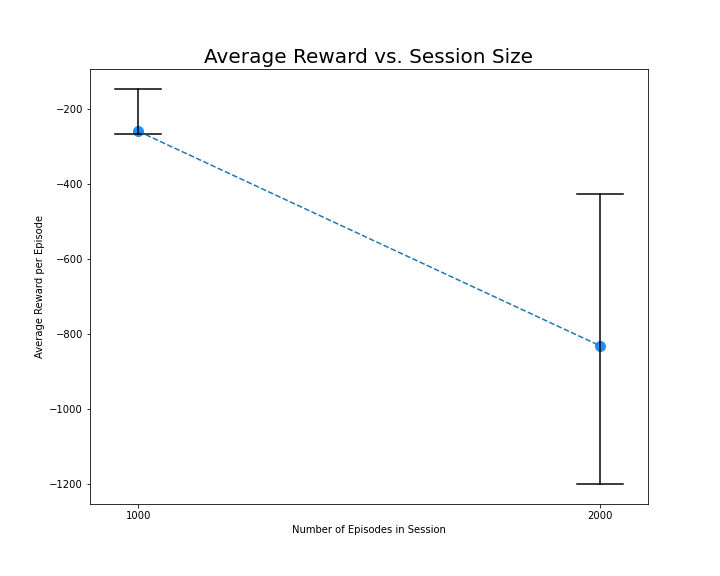 Average Reward vs. Session Size
−200
−400
−600
−800
−1000
−1200
Average Reward per Episode
1000
2000
Number of Episodes in Session